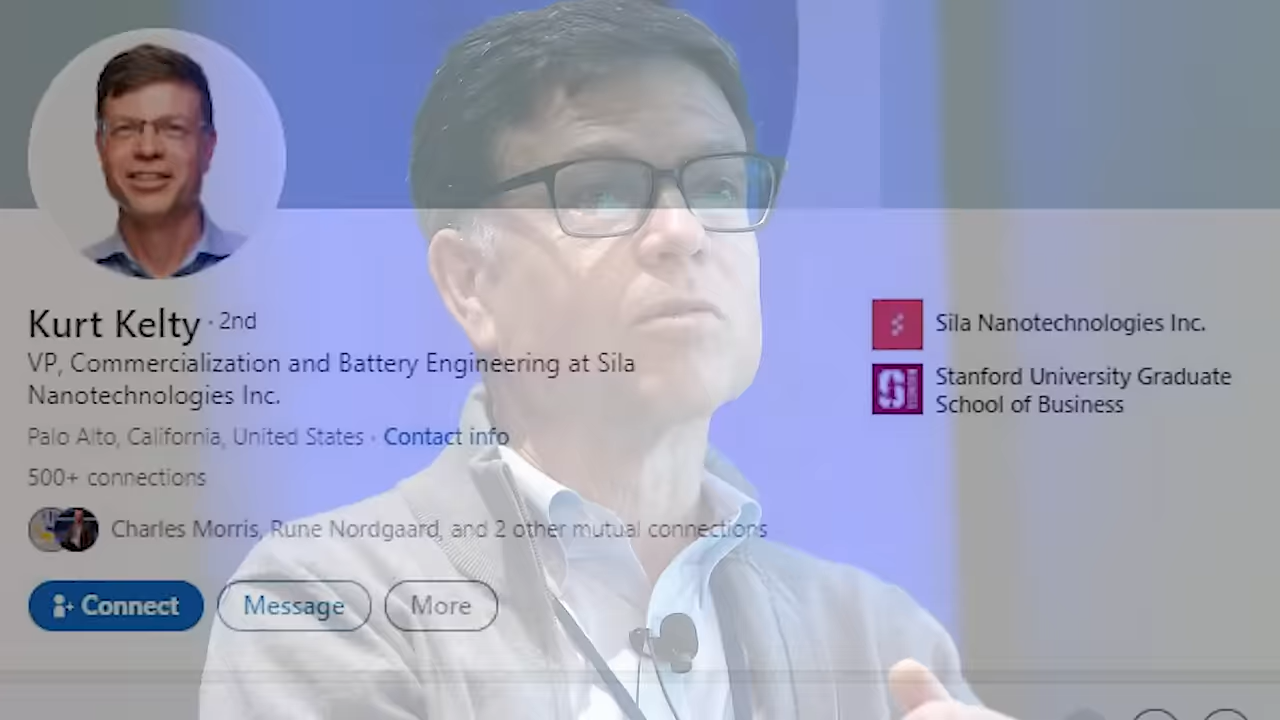 Kurt Kelty · 2nd
VP, Commercialization and Battery Engineering at Sila
Nanotechnologies Inc.
Palo Alto, California, United States · Contact info
500+ connections
Charles Morris, Rune Nordgaard, and 2 other mutual connections
Connect
Message
More
Sila Nanotechnologies Inc.
Stanford University Graduate
School of Business